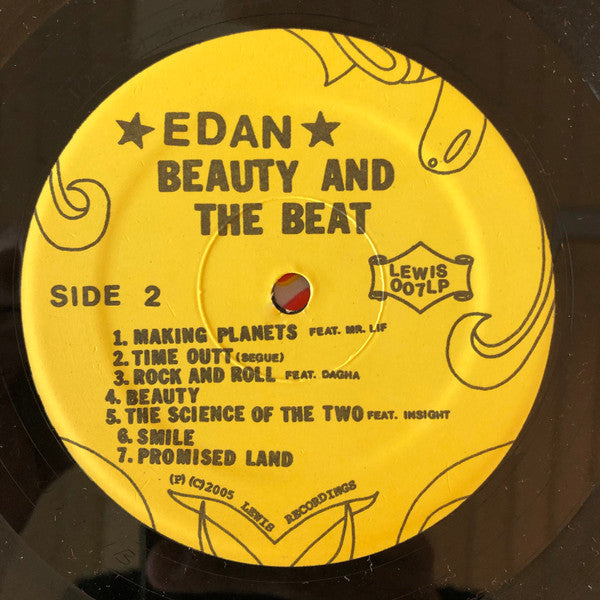 ★EDAN★
BEAUTY AND
THE BEAT
SIDE 2
LEWIS
007LP
1. MAKING PLANETS FEAT. MR. LIF
2. TIME OUTT (SEGUE)
3. ROCK AND ROLL FEAT. DAGHA
4. BEAUTY
5. THE SCIENCE OF THE TWO FEAT. INSIGHT
6. SMILE
7. PROMISED LAND
(P) (C)2005 LEWIS RECORDINGS